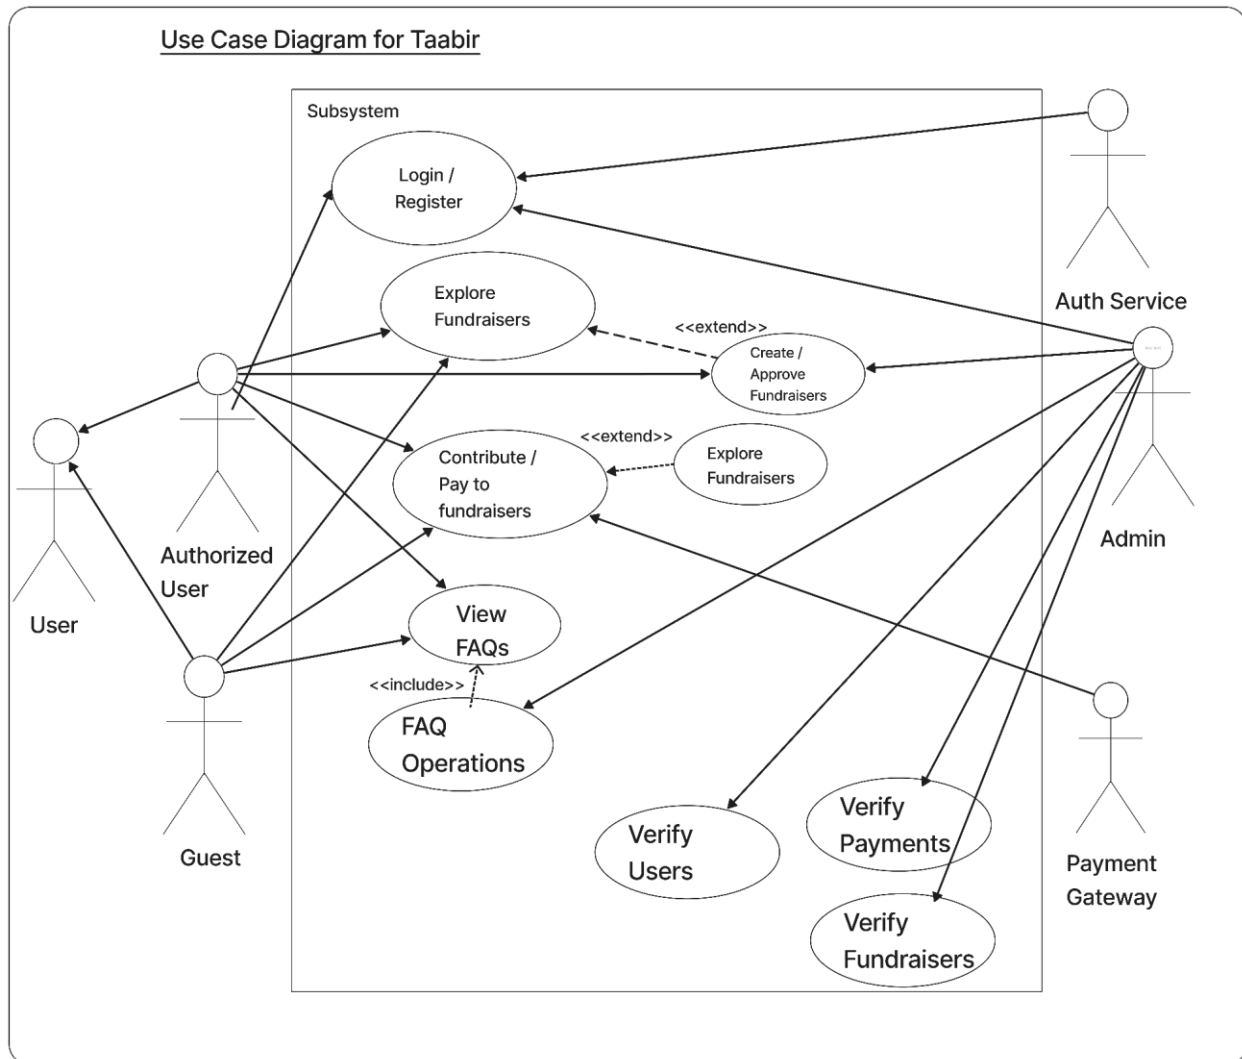 Use Case Diagram for Taabir
Subsystem
Login /
Register
Auth Service
Explore
Fundraisers
<<extend>>
Create /
Approve
Fundraisers
<<extend>>
Contribute /
Pay to
fundraisers
Explore
Fundraisers
Admin
Authorized
User
User
View
FAQs
<<include>>
FAQ
Operations
Guest
Verify
Users
Verify
Payments
Payment
Gateway
Verify
Fundraisers